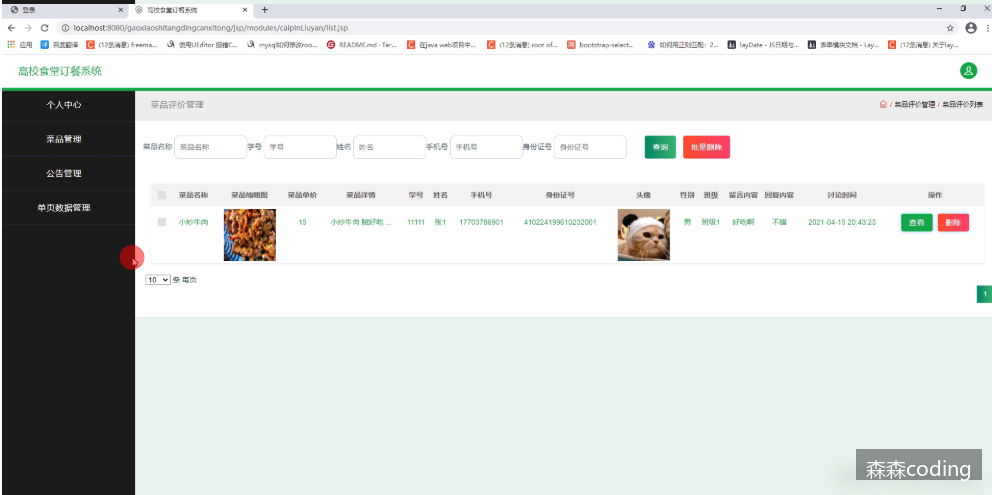 登录
高校食堂订餐系统
localhost:8080/gaoxiaoshitangdingcanxitong/jsp/modules/caipinLiuyan/list.jsp
应用 百度翻译 (12条消息) freema... 使用UEditor 报错C... mysql如何修改roo... README.md · Ter... 在java web项目中... (12条消息) root of... bootstrap-select... 如何用正则匹配：2... layDate - JS日期与... 表单模块文档 - Lay... (12条消息) 关于lay...
高校食堂订餐系统
个人中心
菜品管理
公告管理
单页数据管理
菜品评价管理
/ 菜品评价管理 / 菜品评价列表
菜品名称 菜品名称 学号 学号 姓名 姓名 手机号 手机号 身份证号 身份证号 查询 批量删除
菜品名称 菜品缩略图 菜品单价 菜品详情 学号 姓名 手机号 身份证号 头像 性别 班级 留言内容 回复内容 讨论时间 操作
小炒牛肉 15 小炒牛肉 贼好吃 ... 11111 张1 17703786901 410224199610232001 男 班级1 好吃啊 不懂 2021-04-15 20:43:23 查看 删除
10 条 每页
1
森森coding